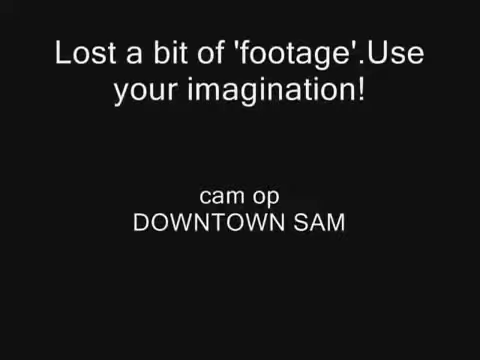 Lost a bit of 'footage'.Use
your imagination!
cam op
DOWNTOWN SAM